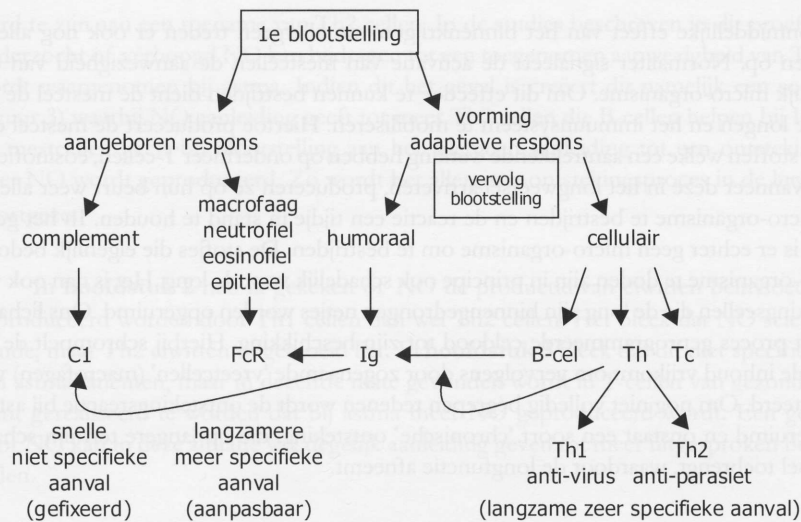 1e blootstelling
vorming
aangeboren respons
adaptieve respons
vervolg
blootstelling
macrofaag
neutrofiel
eosinofiel
epitheel
complement
humoraal
cellulair
C1
FcR
Ig
B-cel
Th
Tc
snelle
niet specifieke
aanval
(gefixeerd)
langzamere
meer specifieke
aanval
(aanpasbaar)
Th1
anti-virus
Th2
anti-parasiet
(langzame zeer specifieke aanval)